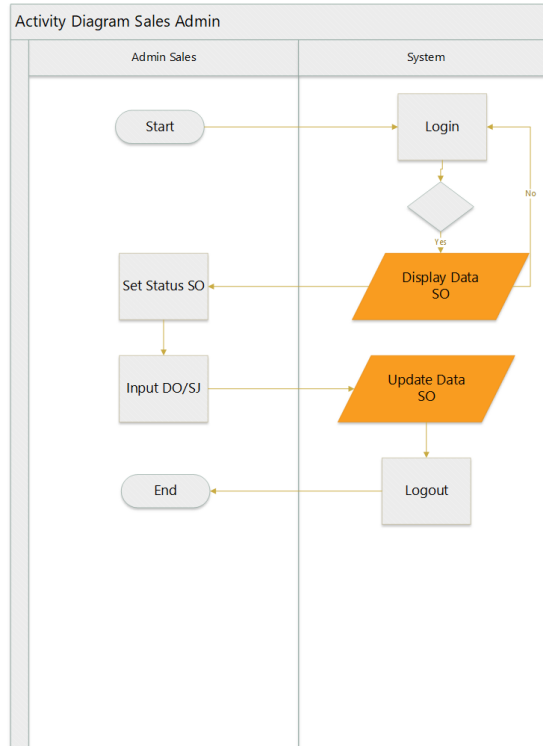 Activity Diagram Sales Admin
Admin Sales
System
Start
Login
No
Yes
Set Status SO
Display Data
SO
Input DO/SJ
Update Data
SO
End
Logout